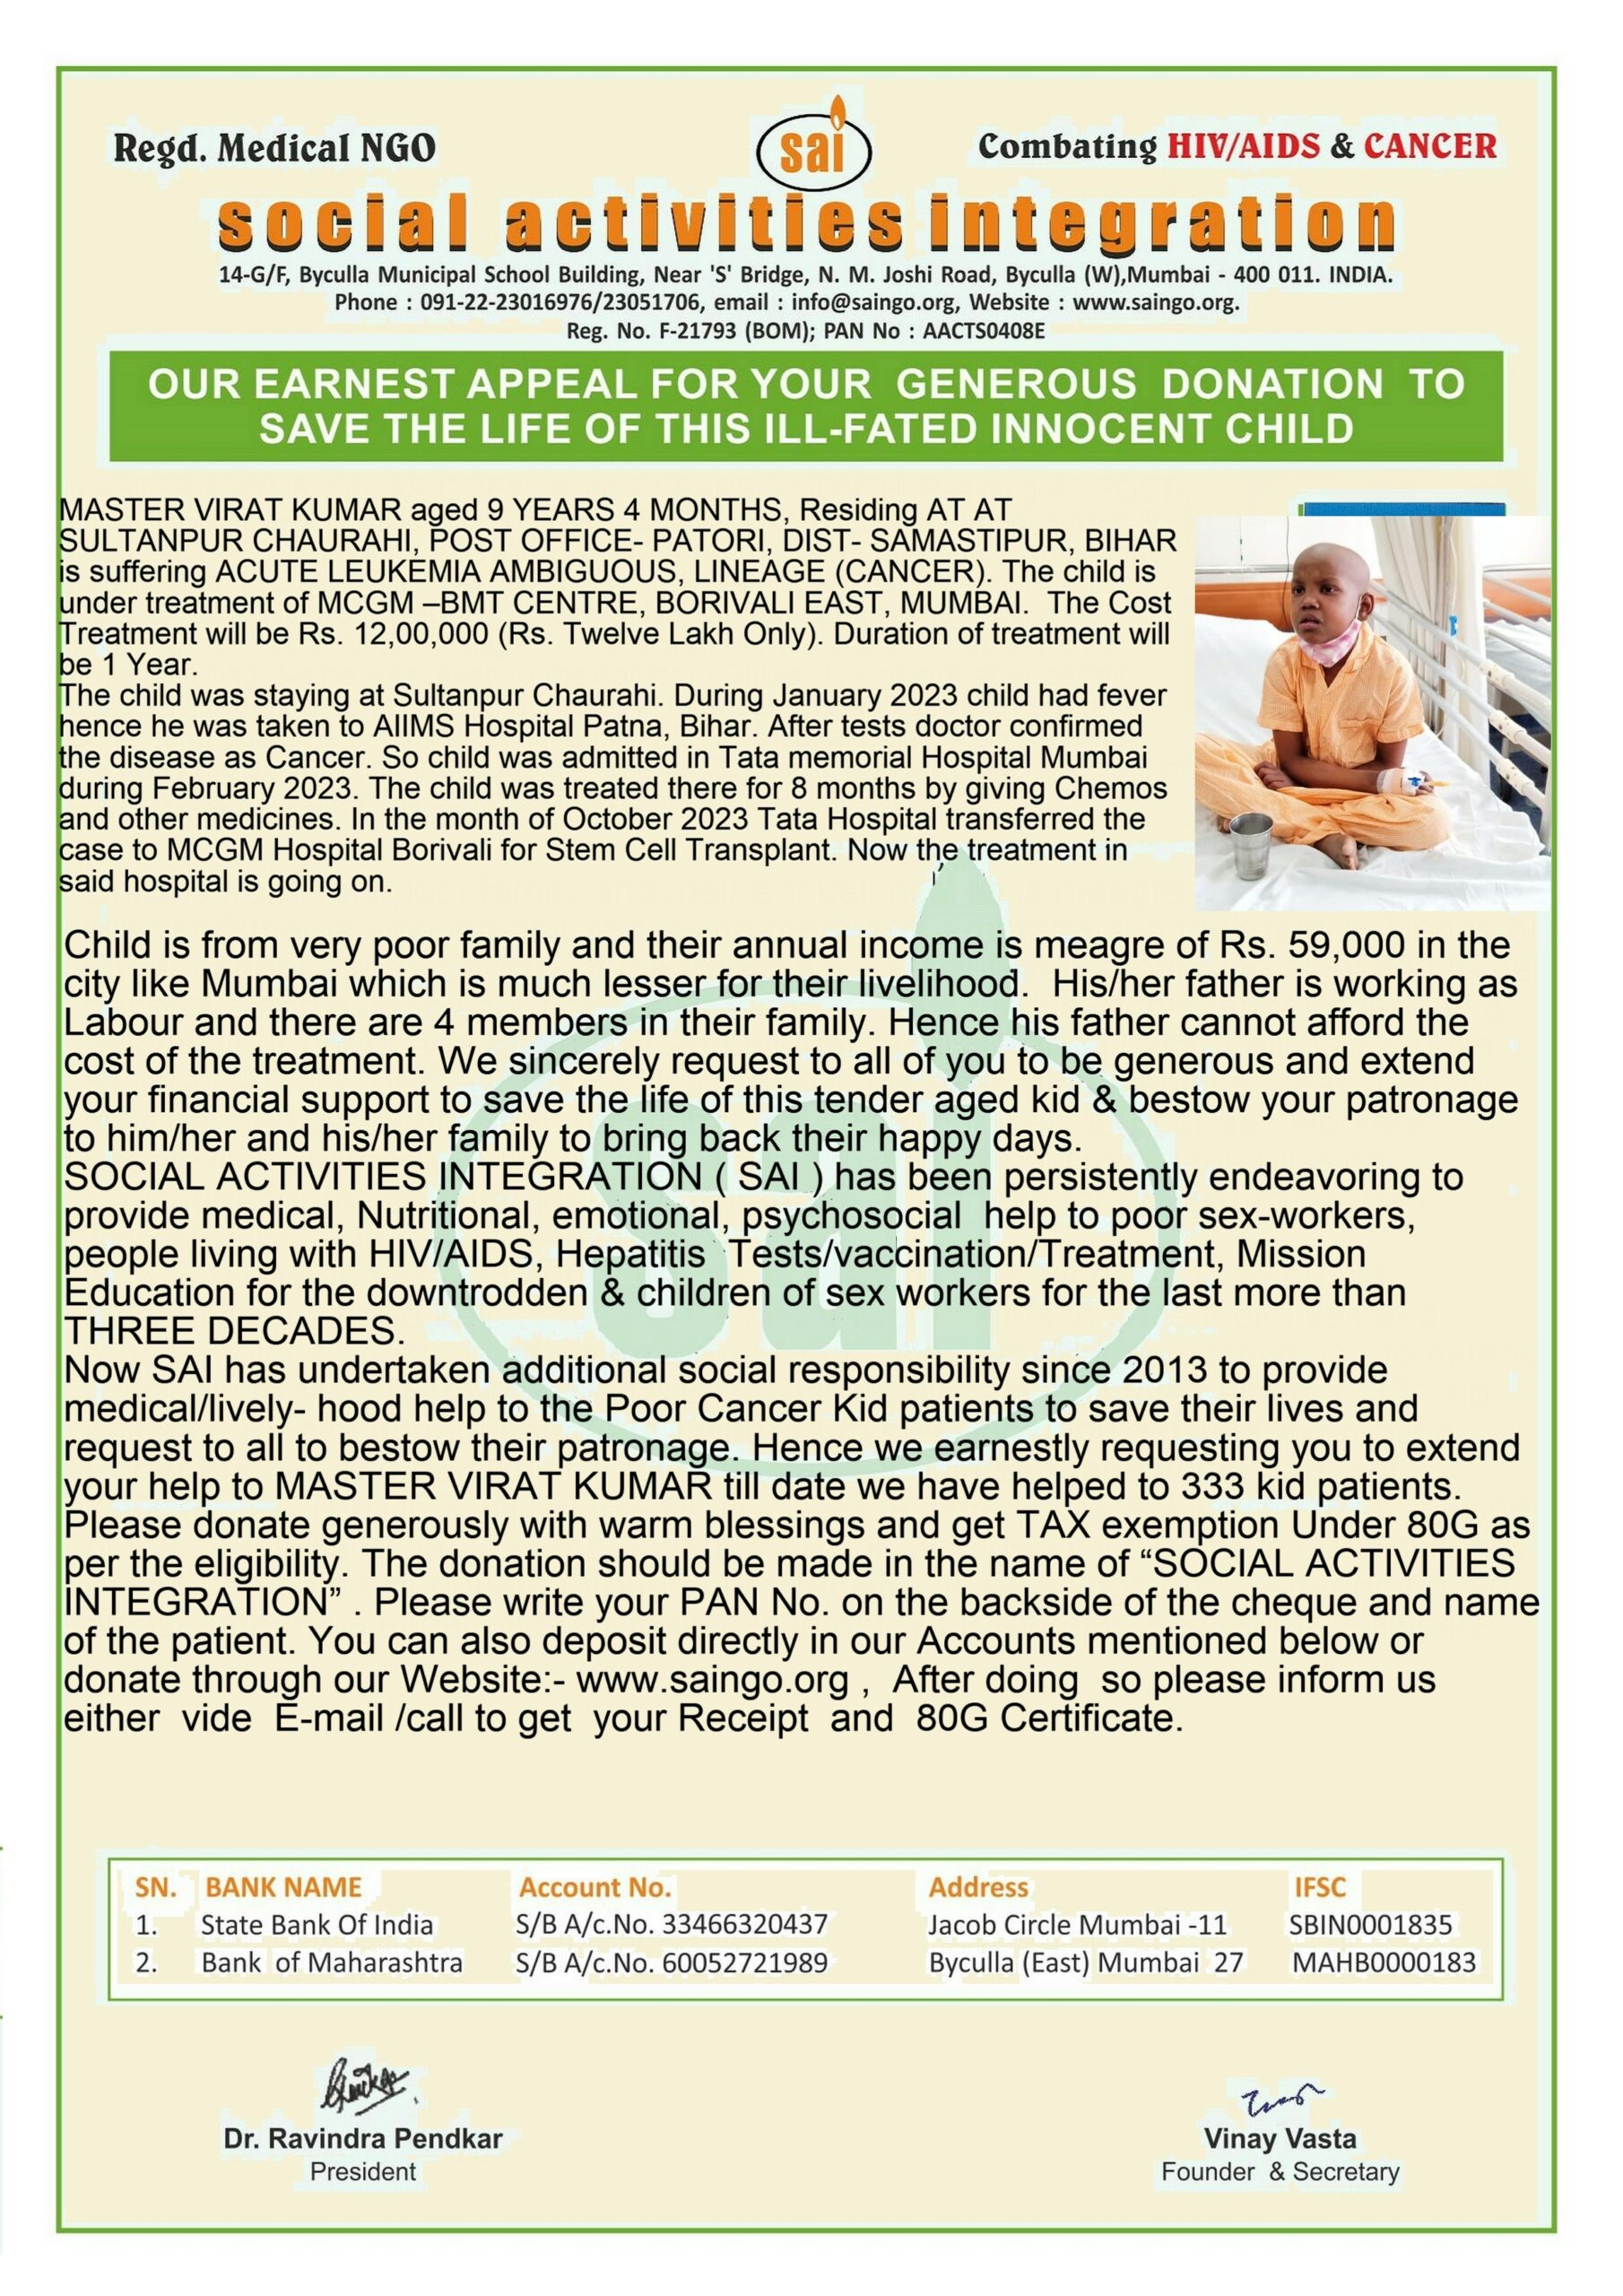 Regd. Medical NGO
sai
Combating HIV/AIDS & CANCER
social activities integration
14-G/F, Byculla Municipal School Building, Near 'S' Bridge, N. M. Joshi Road, Byculla (W),Mumbai - 400 011. INDIA.
Phone : 091-22-23016976/23051706, email : info@saingo.org, Website : www.saingo.org.
Reg. No. F-21793 (BOM); PAN No : AACTS0408E
OUR EARNEST APPEAL FOR YOUR GENEROUS DONATION TO
SAVE THE LIFE OF THIS ILL-FATED INNOCENT CHILD
MASTER VIRAT KUMAR aged 9 YEARS 4 MONTHS, Residing AT AT
SULTANPUR CHAURAHI, POST OFFICE- PATORI, DIST- SAMASTIPUR, BIHAR
is suffering ACUTE LEUKEMIA AMBIGUOUS, LINEAGE (CANCER). The child is
under treatment of MCGM –BMT CENTRE, BORIVALI EAST, MUMBAI. The Cost
Treatment will be Rs. 12,00,000 (Rs. Twelve Lakh Only). Duration of treatment will
be 1 Year.
The child was staying at Sultanpur Chaurahi. During January 2023 child had fever
hence he was taken to AIIMS Hospital Patna, Bihar. After tests doctor confirmed
the disease as Cancer. So child was admitted in Tata memorial Hospital Mumbai
during February 2023. The child was treated there for 8 months by giving Chemos
and other medicines. In the month of October 2023 Tata Hospital transferred the
case to MCGM Hospital Borivali for Stem Cell Transplant. Now the treatment in
said hospital is going on.
Child is from very poor family and their annual income is meagre of Rs. 59,000 in the
city like Mumbai which is much lesser for their livelihood. His/her father is working as
Labour and there are 4 members in their family. Hence his father cannot afford the
cost of the treatment. We sincerely request to all of you to be generous and extend
your financial support to save the life of this tender aged kid & bestow your patronage
to him/her and his/her family to bring back their happy days.
SOCIAL ACTIVITIES INTEGRATION ( SAI ) has been persistently endeavoring to
provide medical, Nutritional, emotional, psychosocial help to poor sex-workers,
people living with HIV/AIDS, Hepatitis Tests/vaccination/Treatment, Mission
Education for the downtrodden & children of sex workers for the last more than
THREE DECADES.
Now SAI has undertaken additional social responsibility since 2013 to provide
medical/lively- hood help to the Poor Cancer Kid patients to save their lives and
request to all to bestow their patronage. Hence we earnestly requesting you to extend
your help to MASTER VIRAT KUMAR till date we have helped to 333 kid patients.
Please donate generously with warm blessings and get TAX exemption Under 80G as
per the eligibility. The donation should be made in the name of “SOCIAL ACTIVITIES
INTEGRATION” . Please write your PAN No. on the backside of the cheque and name
of the patient. You can also deposit directly in our Accounts mentioned below or
donate through our Website:- www.saingo.org , After doing so please inform us
either vide E-mail /call to get your Receipt and 80G Certificate.
sai
SN. BANK NAME Account No. Address IFSC
1. State Bank Of India S/B A/c.No. 33466320437 Jacob Circle Mumbai -11 SBIN0001835
2. Bank of Maharashtra S/B A/c.No. 60052721989 Byculla (East) Mumbai 27 MAHB0000183
Dr. Ravindra Pendkar
President
Vinay Vasta
Founder & Secretary